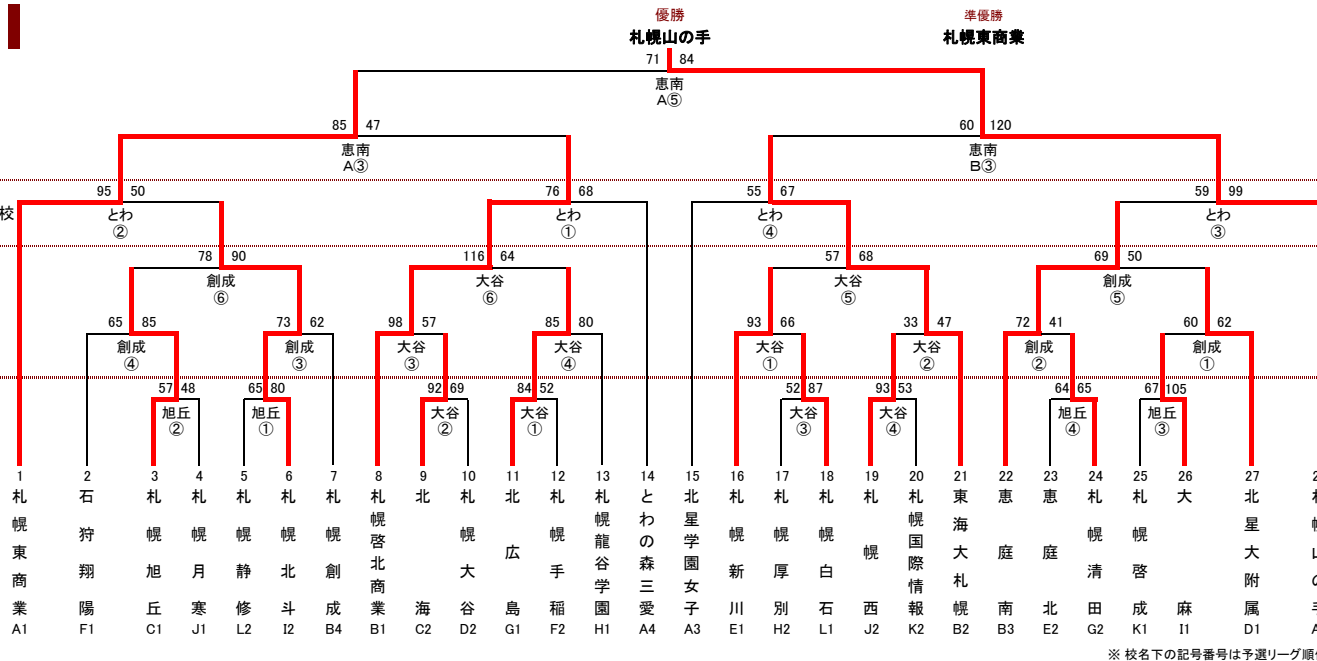 優勝 準優勝
札幌山の手 札幌東商業
71 84
恵南
A⑤
85 47 60 120
恵南 恵南
A③ B③
95 50 76 68 55 67 59 99
校 とわ とわ とわ とわ
② ① ④ ③
78 90 116 64 57 68 69 50
創成 大谷 大谷 創成
⑥ ⑥ ⑤ ⑤
65 85 73 62 98 57 85 80 93 66 33 47 72 41 60 62
創成 創成 大谷 大谷 大谷 大谷 創成 創成
④ ③ ③ ④ ① ② ② ①
57 48 65 80 92 69 84 52 52 87 93 53 64 65 67 105
旭丘 旭丘 大谷 大谷 大谷 大谷 旭丘 旭丘
② ① ② ① ③ ④ ④ ③
1 札幌東商業 A1
2 石狩翔陽 F1
3 札幌旭丘 C1
4 札幌月寒 J1
5 札幌静修 L2
6 札幌北斗 I2
7 札幌創成 B4
8 札幌啓北商業 B1
9 北海 C2
10 札幌大谷 D2
11 北広島 G1
12 札幌手稲 F2
13 札幌龍谷学園 H1
14 とわの森三愛 A4
15 北星学園女子 A3
16 札幌新川 E1
17 札幌厚別 H2
18 札幌白石 L1
19 札幌西 J2
20 札幌国際情報 K2
21 東海大札幌 B2
22 恵庭南 B3
23 恵庭北 E2
24 札幌清田 G2
25 札幌啓成 K1
26 大麻 I1
27 北星大附属 D1
※ 校名下の記号番号は予選リーグ順